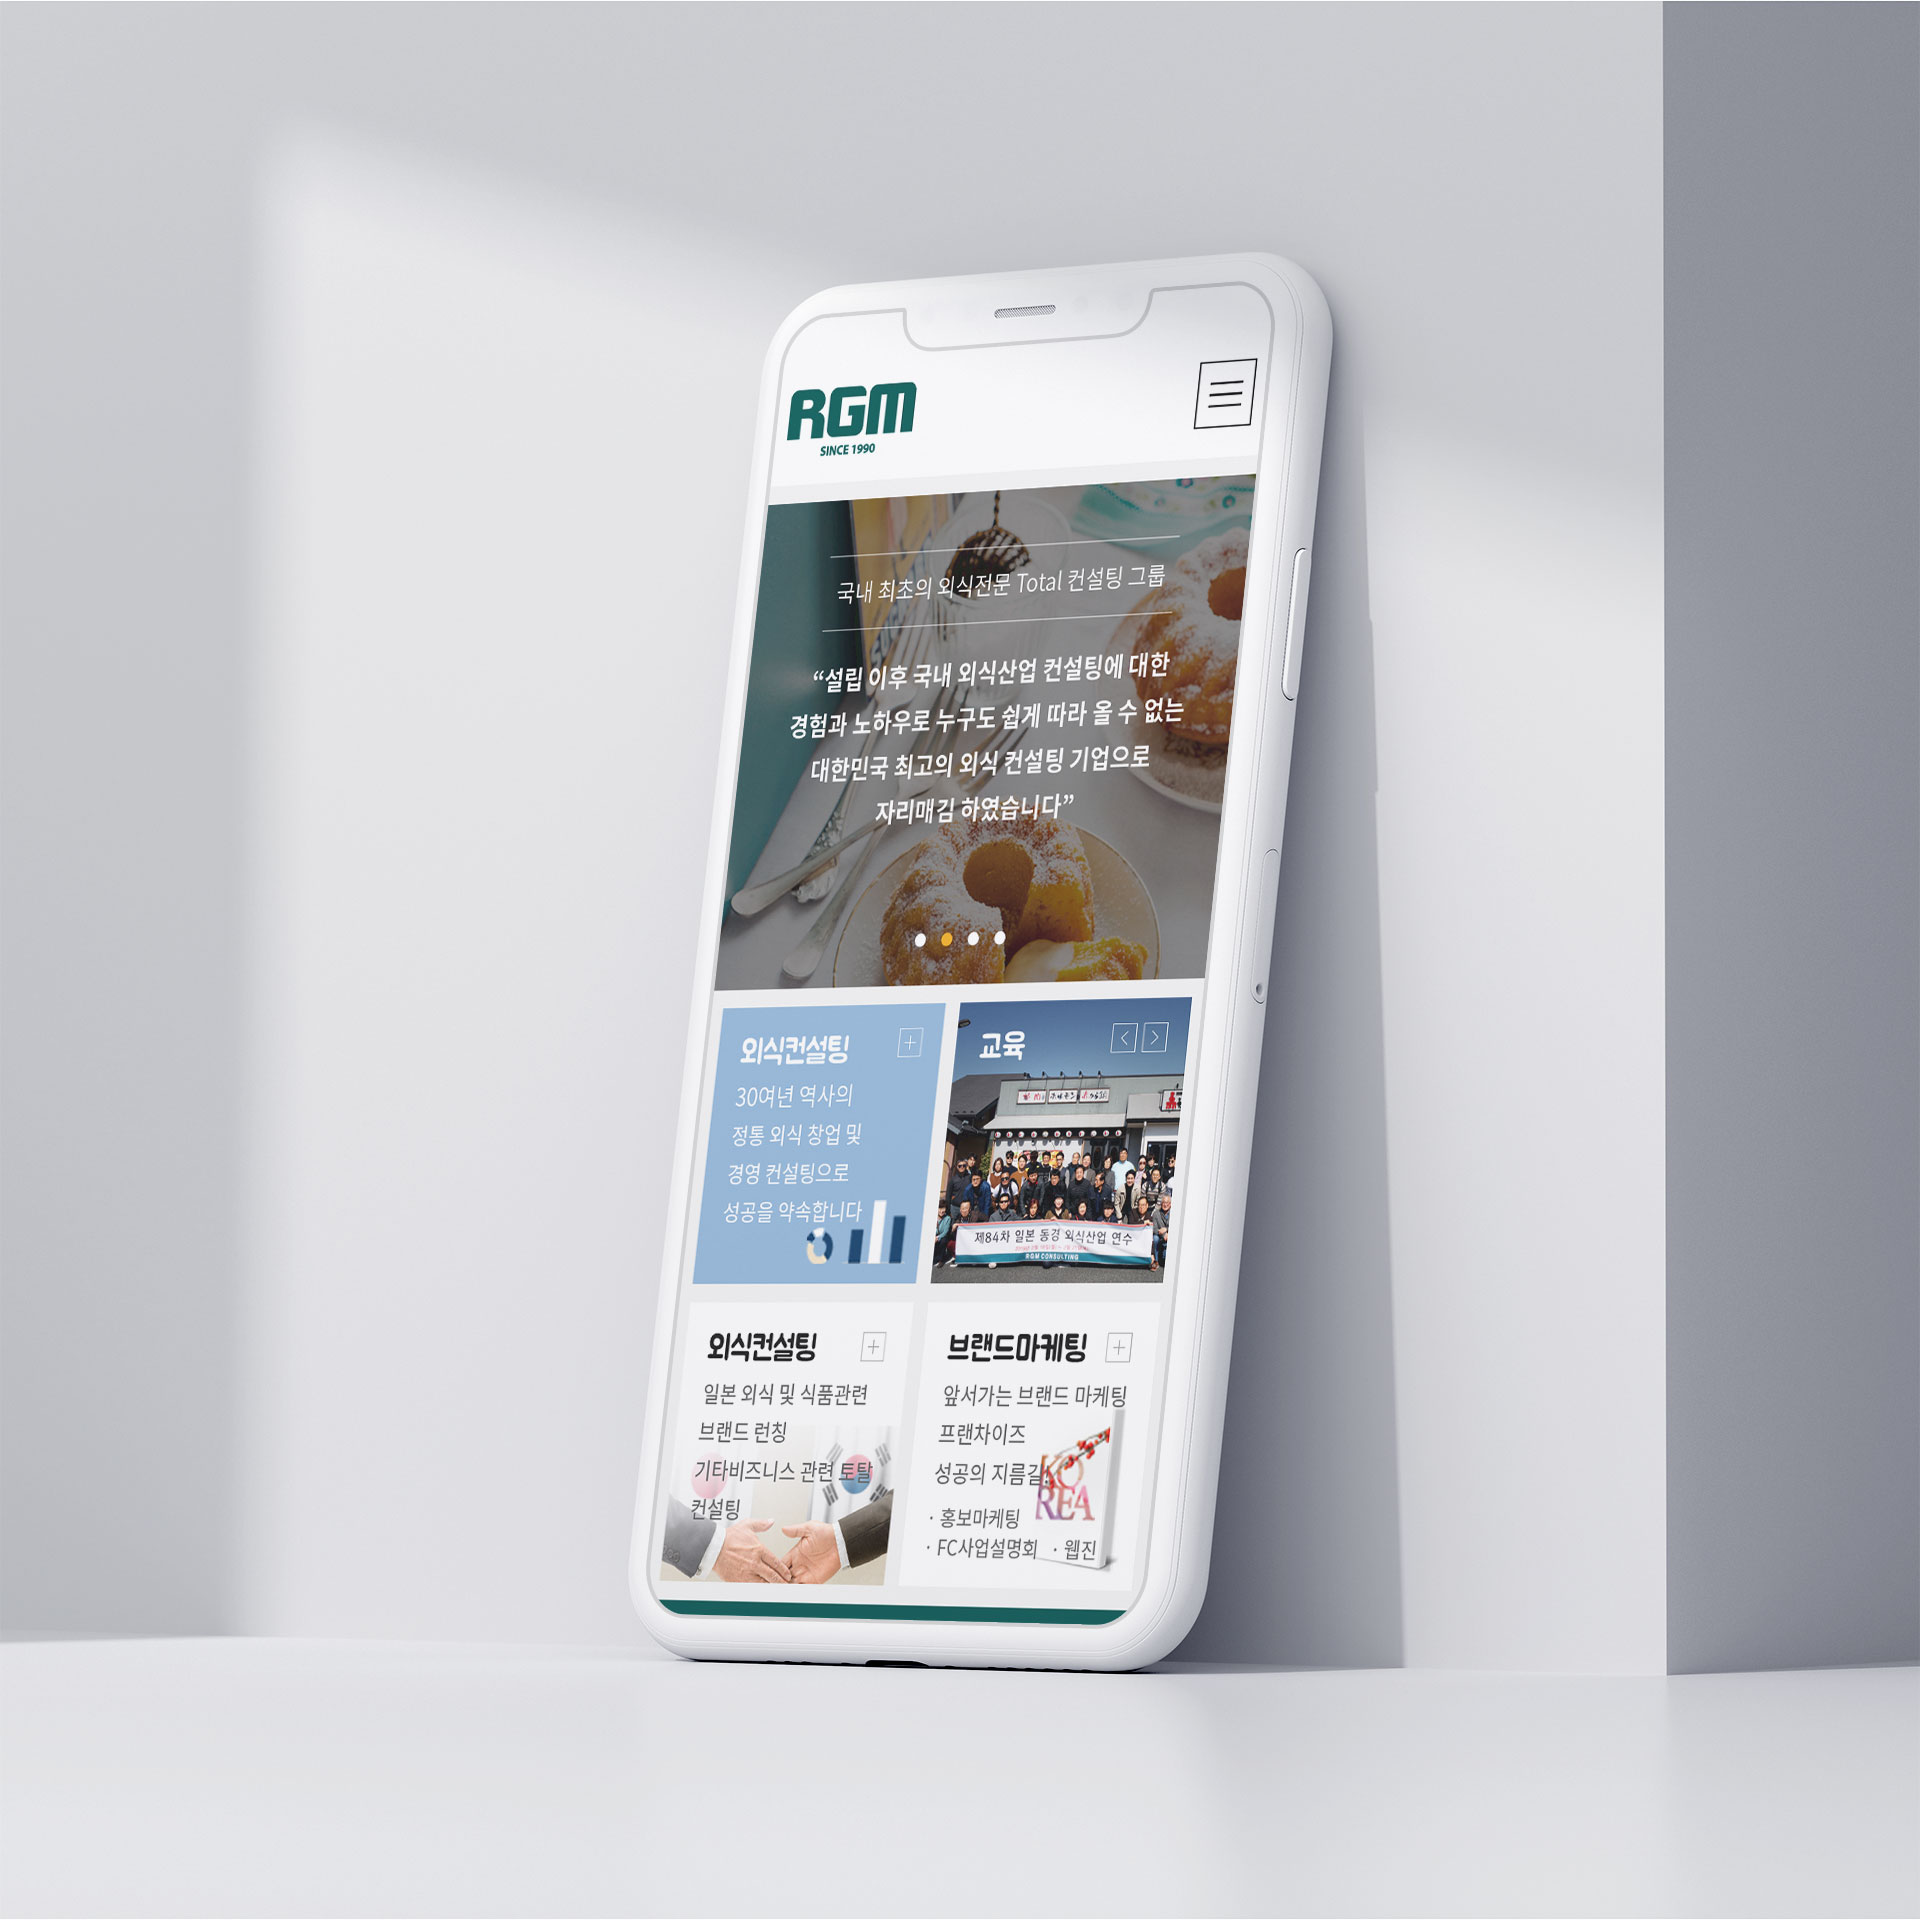 RGM
SINCE 1990
국내 최초의 외식전문 Total 컨설팅 그룹
“설립 이후 국내 외식산업 컨설팅에 대한
경험과 노하우로 누구도 쉽게 따라 올 수 없는
대한민국 최고의 외식 컨설팅 기업으로
자리매김 하였습니다”
외식컨설팅
30여년 역사의
정통 외식 창업 및
경영 컨설팅으로
성공을 약속합니다
교육
제84차 일본 동경 외식산업 연수
RGM CONSULTING
외식컨설팅
일본 외식 및 식품관련
브랜드 런칭
기타비즈니스 관련 토탈
컨설팅
브랜드마케팅
앞서가는 브랜드 마케팅
프랜차이즈
성공의 지름길!
KO
REA
· 홍보마케팅
· FC사업설명회 · 웹진